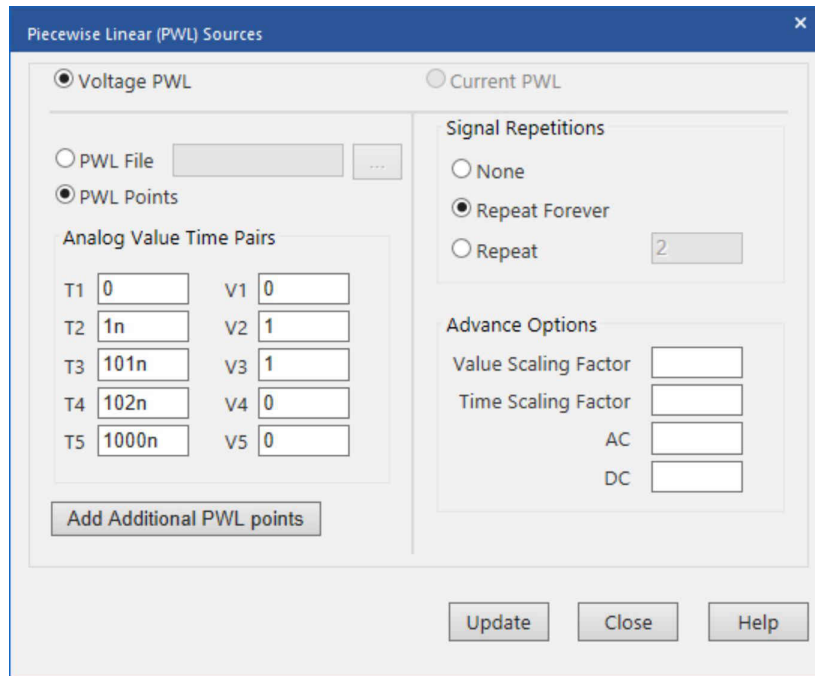 Piecewise Linear (PWL) Sources
Voltage PWL
Current PWL
PWL File
...
PWL Points
Analog Value Time Pairs
T1 0 V1 0
T2 1n V2 1
T3 101n V3 1
T4 102n V4 0
T5 1000n V5 0
Add Additional PWL points
Signal Repetitions
None
Repeat Forever
Repeat 2
Advance Options
Value Scaling Factor
Time Scaling Factor
AC
DC
Update Close Help